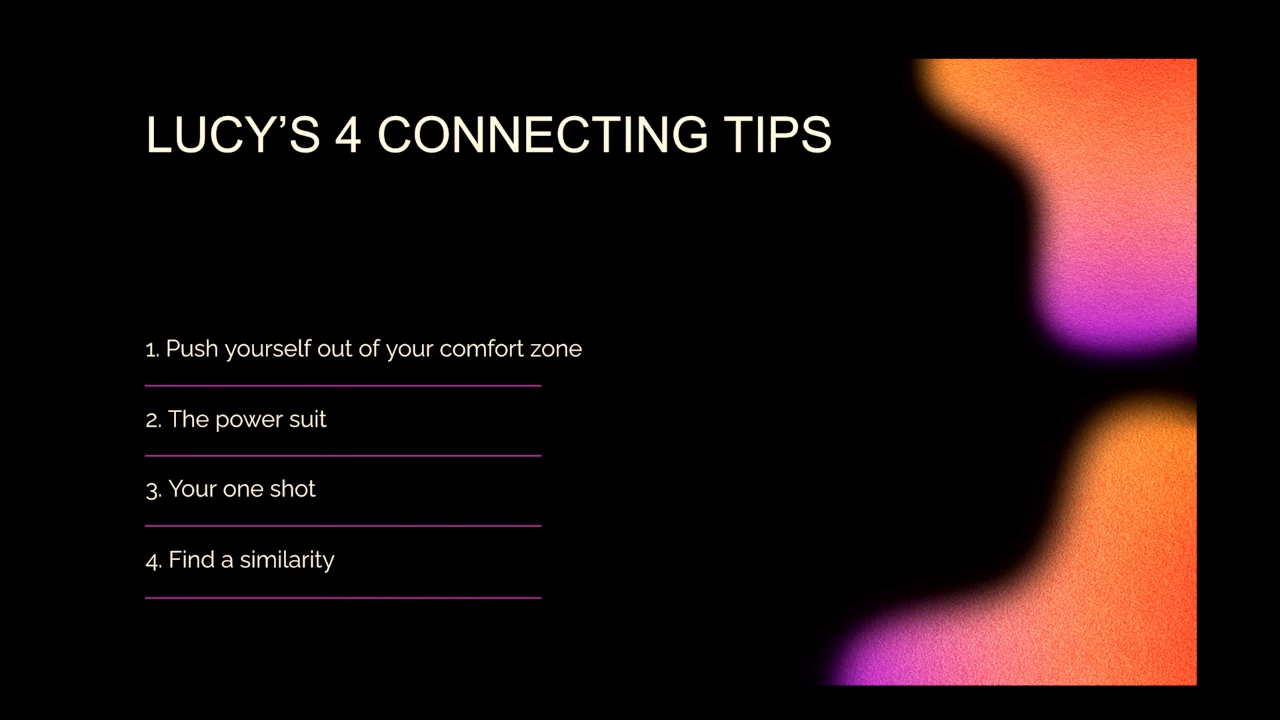 LUCY’S 4 CONNECTING TIPS
1. Push yourself out of your comfort zone
2. The power suit
3. Your one shot
4. Find a similarity